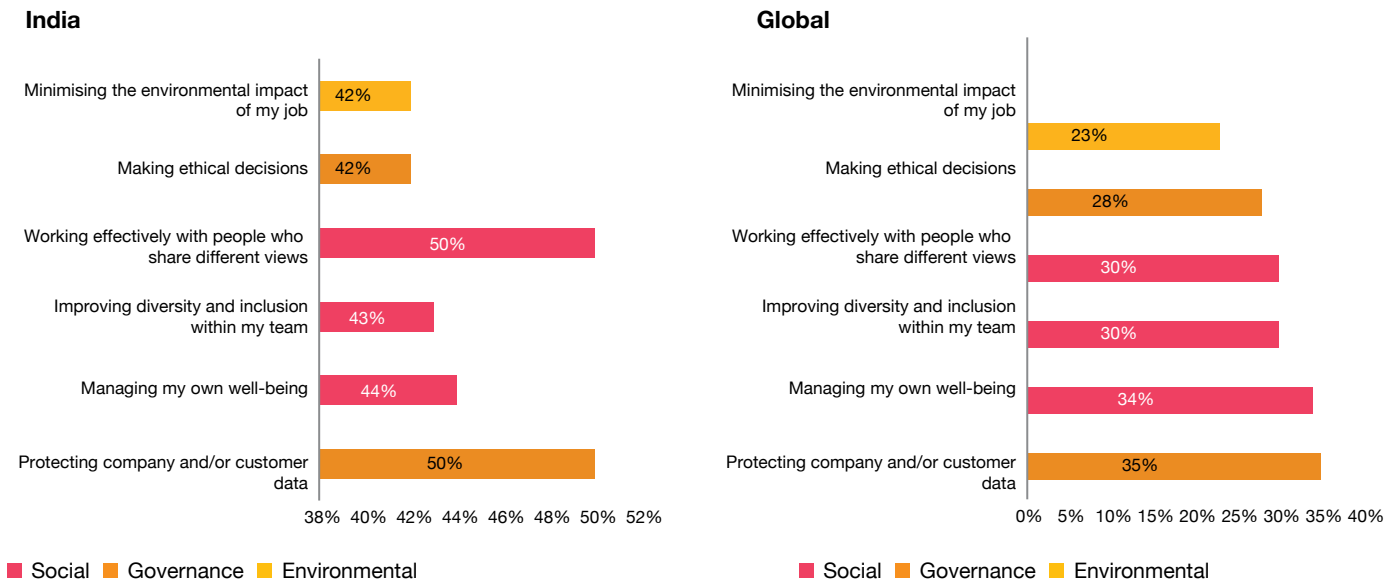 India
Minimising the environmental impact
of my job
42%
Making ethical decisions
42%
Working effectively with people who
share different views
50%
Improving diversity and inclusion
within my team
43%
Managing my own well-being
44%
Protecting company and/or customer
data
50%
38% 40% 42% 44% 46% 48% 50% 52%
Social Governance Environmental
Global
Minimising the environmental impact
of my job
23%
Making ethical decisions
28%
Working effectively with people who
share different views
30%
Improving diversity and inclusion
within my team
30%
Managing my own well-being
34%
Protecting company and/or customer
data
35%
0% 5% 10% 15% 20% 25% 30% 35% 40%
Social Governance Environmental